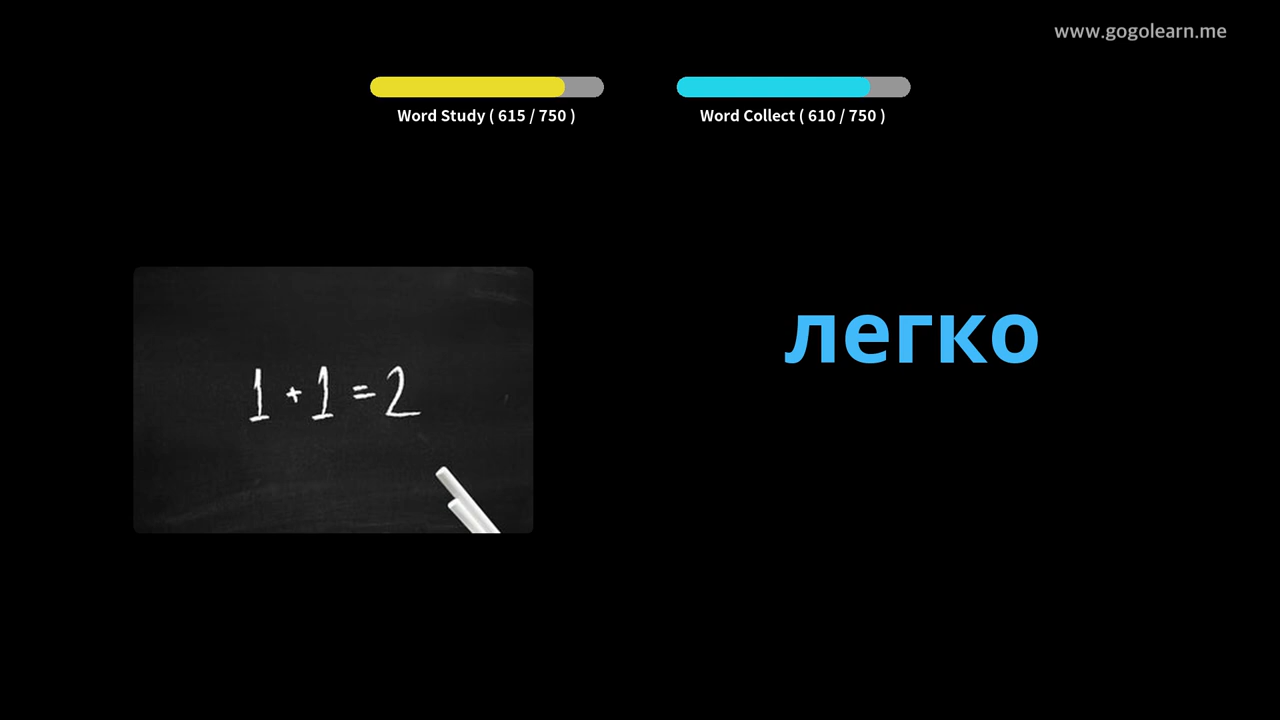 www.gogolearn.me
Word Study ( 615 / 750 )
Word Collect ( 610 / 750 )
легко
1 + 1 = 2